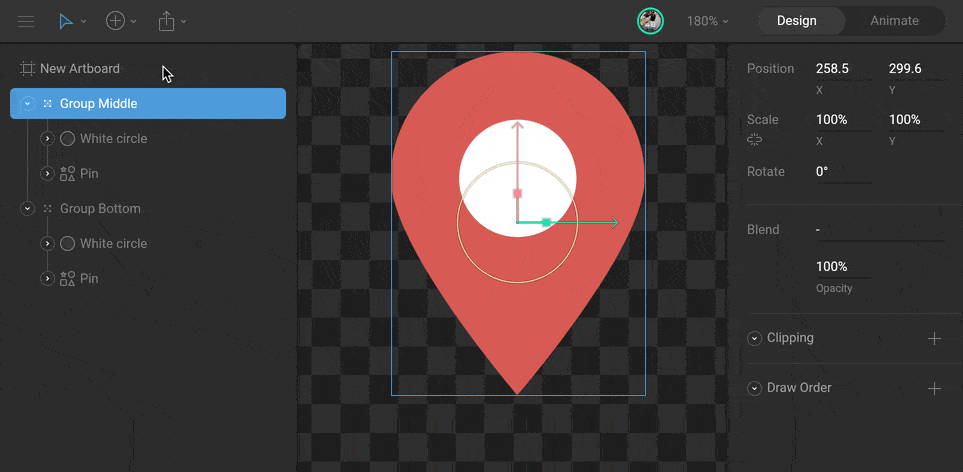 180%
Design
Animate
New Artboard
Group Middle
White circle
Pin
Group Bottom
White circle
Pin
Position 258.5 299.6
X Y
Scale 100% 100%
X Y
Rotate 0°
Blend -
100%
Opacity
Clipping
Draw Order